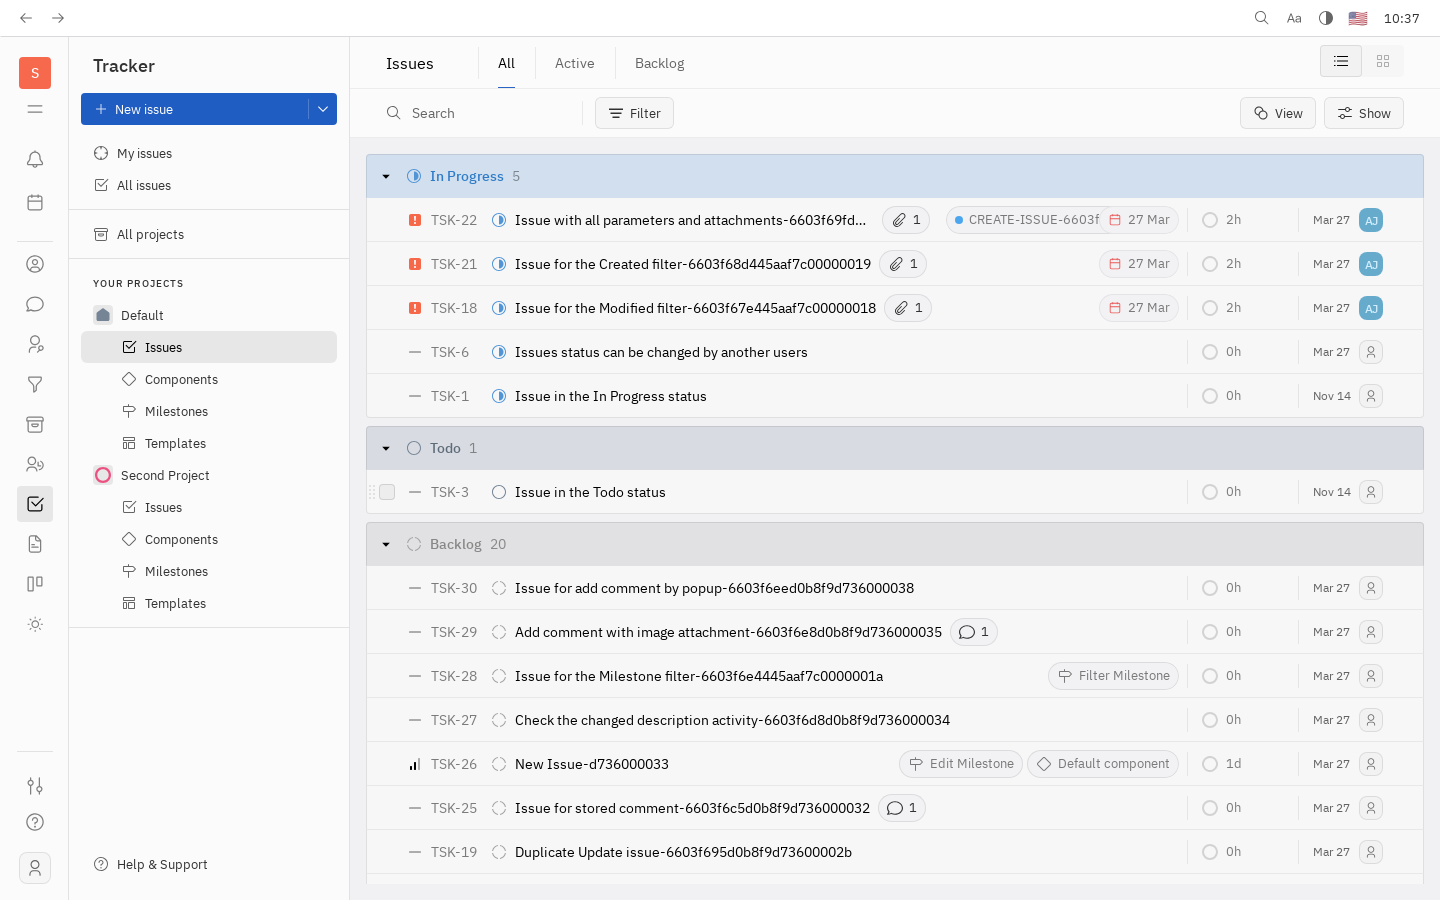 Aa 10:37
S
Tracker
New issue
My issues
All issues
All projects
YOUR PROJECTS
Default
Issues
Components
Milestones
Templates
Second Project
Issues
Components
Milestones
Templates
Help & Support
Issues All Active Backlog
Search Filter View Show
In Progress 5
TSK-22 Issue with all parameters and attachments-6603f69fd... 1 CREATE-ISSUE-6603f 27 Mar 2h Mar 27 AJ
TSK-21 Issue for the Created filter-6603f68d445aaf7c00000019 1 27 Mar 2h Mar 27 AJ
TSK-18 Issue for the Modified filter-6603f67e445aaf7c00000018 1 27 Mar 2h Mar 27 AJ
TSK-6 Issues status can be changed by another users 0h Mar 27
TSK-1 Issue in the In Progress status 0h Nov 14
Todo 1
TSK-3 Issue in the Todo status 0h Nov 14
Backlog 20
TSK-30 Issue for add comment by popup-6603f6eed0b8f9d736000038 0h Mar 27
TSK-29 Add comment with image attachment-6603f6e8d0b8f9d736000035 1 0h Mar 27
TSK-28 Issue for the Milestone filter-6603f6e4445aaf7c0000001a Filter Milestone 0h Mar 27
TSK-27 Check the changed description activity-6603f6d8d0b8f9d736000034 0h Mar 27
TSK-26 New Issue-d736000033 Edit Milestone Default component 1d Mar 27
TSK-25 Issue for stored comment-6603f6c5d0b8f9d736000032 1 0h Mar 27
TSK-19 Duplicate Update issue-6603f695d0b8f9d73600002b 0h Mar 27